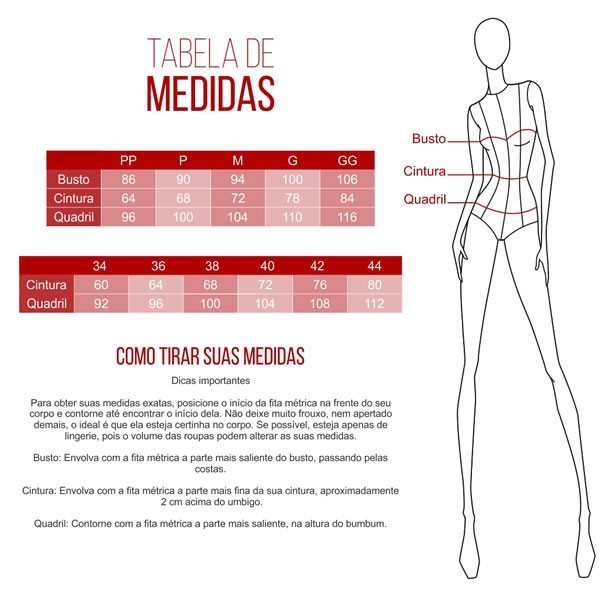 TABELA DE
MEDIDAS
PP P M G GG
Busto 86 90 94 100 106
Cintura 64 68 72 78 84
Quadril 96 100 104 110 116
34 36 38 40 42 44
Cintura 60 64 68 72 76 80
Quadril 92 96 100 104 108 112
COMO TIRAR SUAS MEDIDAS
Dicas importantes
Para obter suas medidas exatas, posicione o início da fita métrica na frente do seu
corpo e contorne até encontrar o início dela. Não deixe muito frouxo, nem apertado
demais, o ideal é que ela esteja certinha no corpo. Se possível, esteja apenas de
lingerie, pois o volume das roupas podem alterar as suas medidas.
Busto: Envolva com a fita métrica a parte mais saliente do busto, passando pelas
costas.
Cintura: Envolva com a fita métrica a parte mais fina da sua cintura, aproximadamente
2 cm acima do umbigo.
Quadril: Contorne com a fita métrica a parte mais saliente, na altura do bumbum.
Busto
Cintura
Quadril